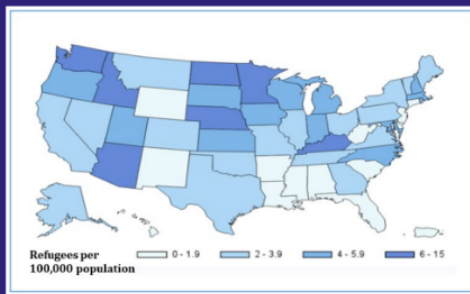 Refugees per
100,000 population
0 - 1.9
2 - 3.9
4 - 5.9
6 - 15